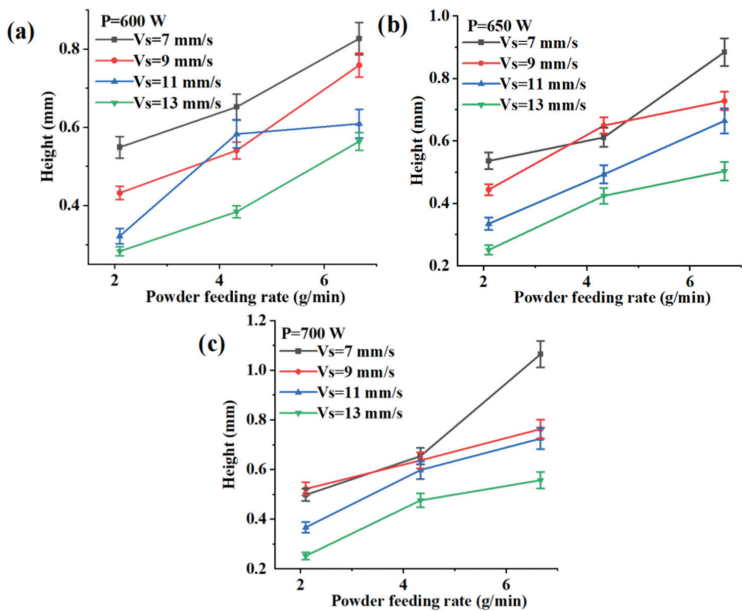 (a)
P=600 W
Vs=7 mm/s
Vs=9 mm/s
Vs=11 mm/s
Vs=13 mm/s
Height (mm)
0.8
0.6
0.4
2
4
6
Powder feeding rate (g/min)
(b)
P=650 W
Vs=7 mm/s
Vs=9 mm/s
Vs=11 mm/s
Vs=13 mm/s
Height (mm)
1.0
0.8
0.6
0.4
0.2
2
4
6
Powder feeding rate (g/min)
(c)
P=700 W
Vs=7 mm/s
Vs=9 mm/s
Vs=11 mm/s
Vs=13 mm/s
Height (mm)
1.2
1.0
0.8
0.6
0.4
0.2
2
4
6
Powder feeding rate (g/min)